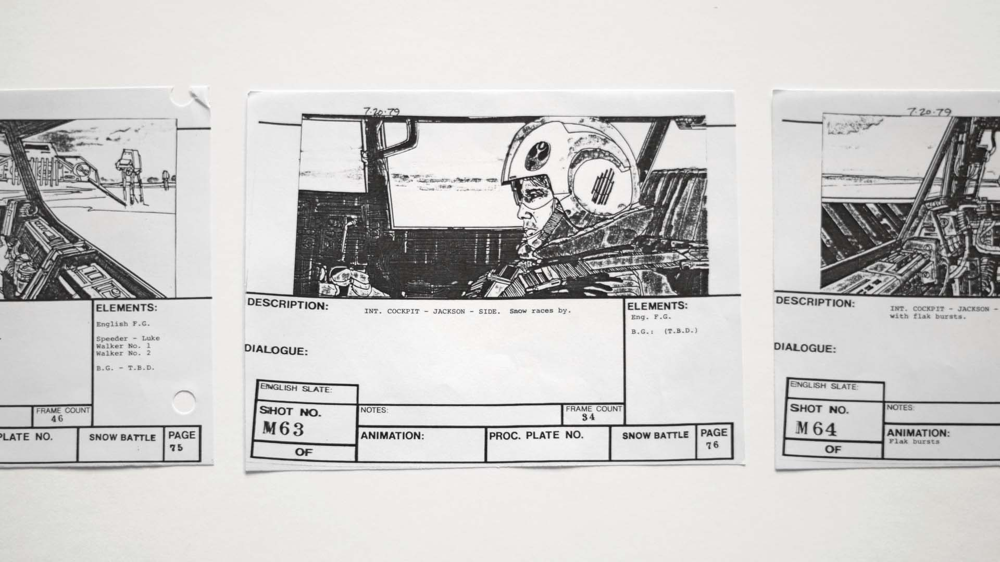 ELEMENTS:
English F.G.
Speeder - Luke
Walker No. 1
Walker No. 2
B.G. - T.B.D.
FRAME COUNT
46
PLATE NO.
SNOW BATTLE
PAGE
75
7·20·79
DESCRIPTION:
INT. COCKPIT - JACKSON - SIDE. Snow races by.
ELEMENTS:
Eng. F.G.
B.G.: (T.B.D.)
DIALOGUE:
ENGLISH SLATE:
SHOT NO.
M63
OF
NOTES:
FRAME COUNT
34
ANIMATION:
PROC. PLATE NO.
SNOW BATTLE
PAGE
76
7·20·79
DESCRIPTION:
INT. COCKPIT - JACKSON -
with flak bursts.
DIALOGUE:
ENGLISH SLATE:
SHOT NO.
M64
OF
NOTES:
ANIMATION:
Flak bursts